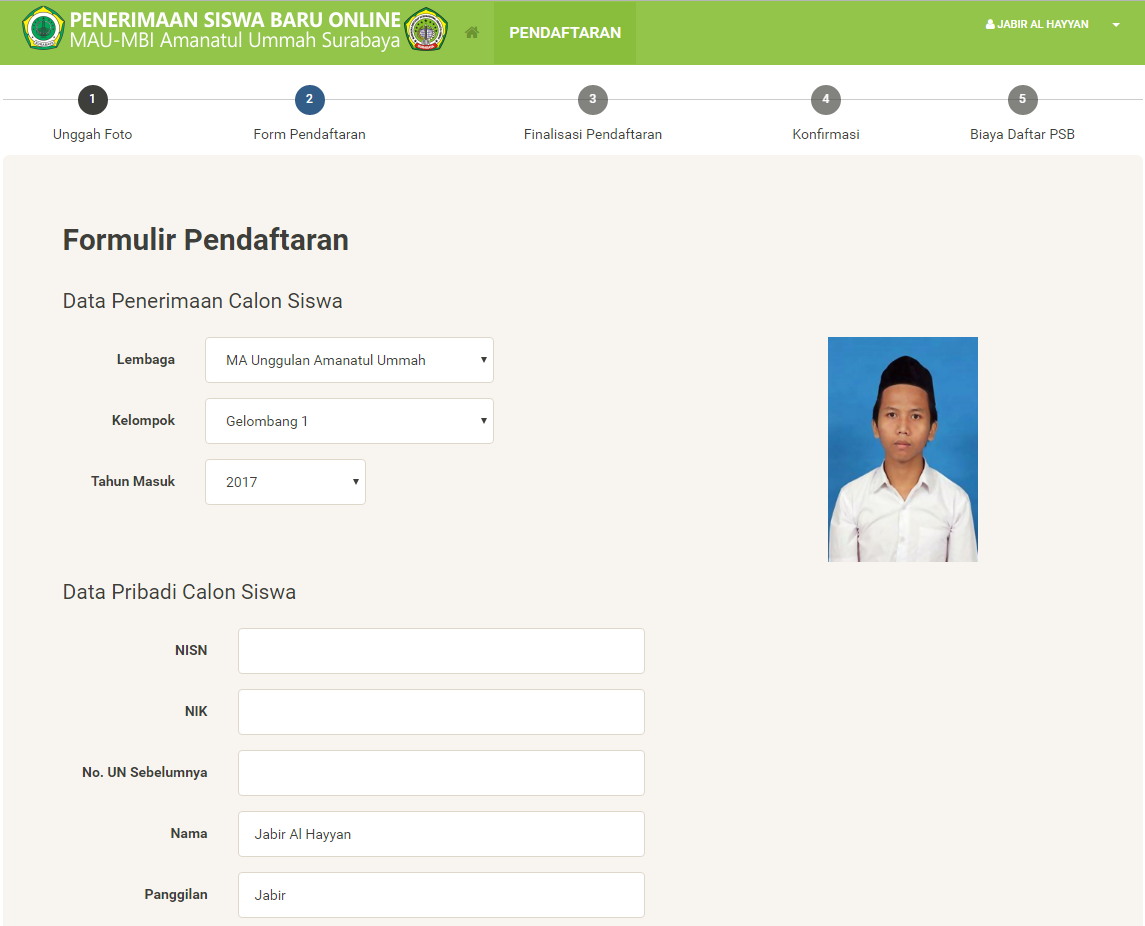 PENERIMAAN SISWA BARU ONLINE
MAU-MBI Amanatul Ummah Surabaya
PENDAFTARAN
JABIR AL HAYYAN
1
2
3
4
5
Unggah Foto
Form Pendaftaran
Finalisasi Pendaftaran
Konfirmasi
Biaya Daftar PSB
Formulir Pendaftaran
Data Penerimaan Calon Siswa
Lembaga
MA Unggulan Amanatul Ummah
Kelompok
Gelombang 1
Tahun Masuk
2017
Data Pribadi Calon Siswa
NISN
NIK
No. UN Sebelumnya
Nama
Jabir Al Hayyan
Panggilan
Jabir